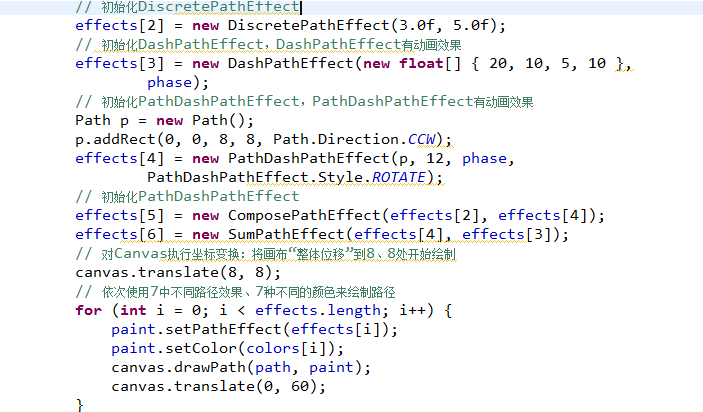 // 初始化DiscretePathEffect
effects[2] = new DiscretePathEffect(3.0f, 5.0f);
// 初始化DashPathEffect，DashPathEffect有动画效果
effects[3] = new DashPathEffect(new float[] { 20, 10, 5, 10 },
phase);
// 初始化PathDashPathEffect，PathDashPathEffect有动画效果
Path p = new Path();
p.addRect(0, 0, 8, 8, Path.Direction.CCW);
effects[4] = new PathDashPathEffect(p, 12, phase,
PathDashPathEffect.Style.ROTATE);
// 初始化PathDashPathEffect
effects[5] = new ComposePathEffect(effects[2], effects[4]);
effects[6] = new SumPathEffect(effects[4], effects[3]);
// 对Canvas执行坐标变换：将画布“整体位移”到8、8处开始绘制
canvas.translate(8, 8);
// 依次使用7中不同路径效果、7种不同的颜色来绘制路径
for (int i = 0; i < effects.length; i++) {
paint.setPathEffect(effects[i]);
paint.setColor(colors[i]);
canvas.drawPath(path, paint);
canvas.translate(0, 60);
}